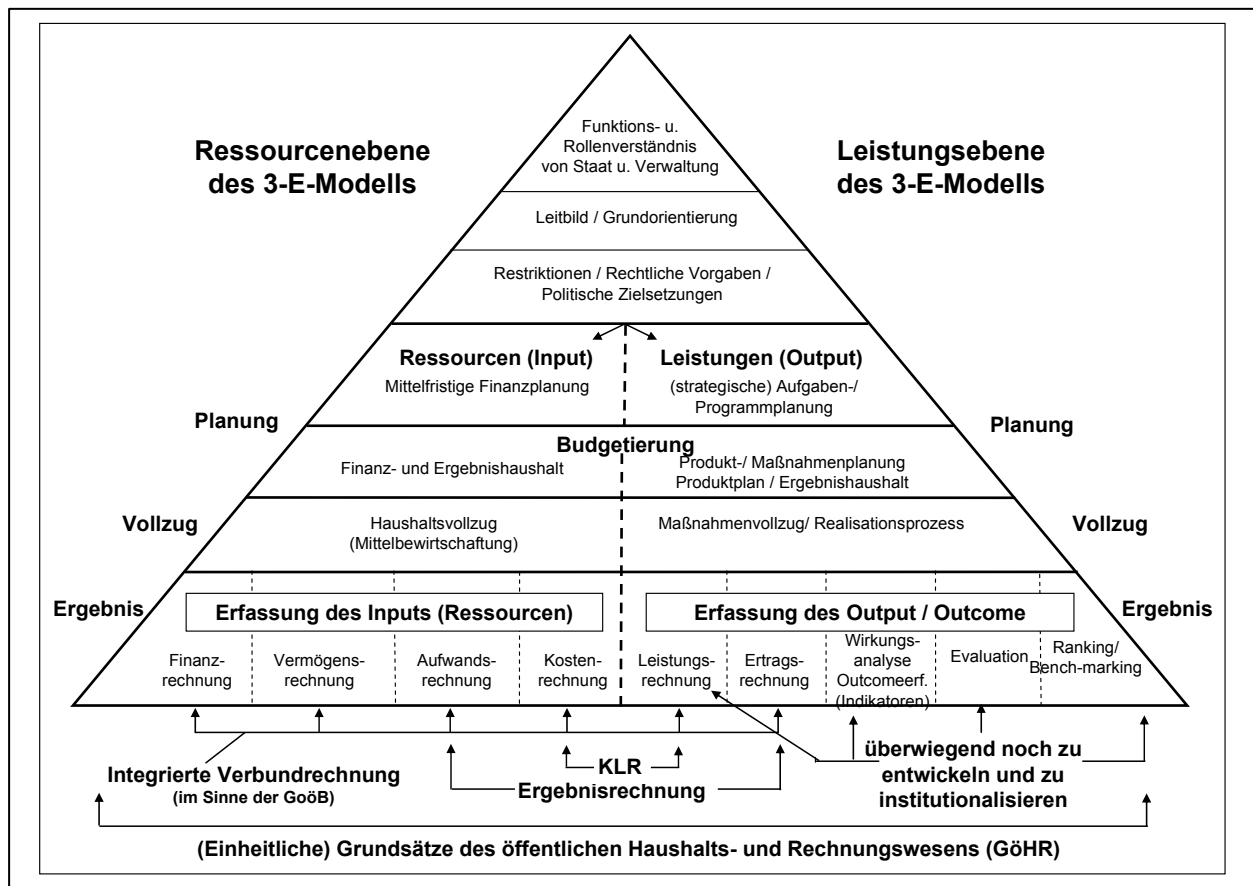 Funktions- u.
Rollenverständnis
von Staat u. Verwaltung
Ressourcenebene
des 3-E-Modells
Leistungsebene
des 3-E-Modells
Leitbild / Grundorientierung
Restriktionen / Rechtliche Vorgaben /
Politische Zielsetzungen
Ressourcen (Input)
Mittelfristige Finanzplanung
Leistungen (Output)
(strategische) Aufgaben-/
Programmplanung
Planung
Planung
Budgetierung
Finanz- und Ergebnishaushalt
Produkt-/ Maßnahmenplanung
Produktplan / Ergebnishaushalt
Vollzug
Haushaltsvollzug
(Mittelbewirtschaftung)
Maßnahmenvollzug/ Realisationsprozess
Vollzug
Ergebnis
Erfassung des Inputs (Ressourcen)
Erfassung des Output / Outcome
Ergebnis
Finanz-
rechnung
Vermögens-
rechnung
Aufwands-
rechnung
Kosten-
rechnung
Leistungs-
rechnung
Ertrags-
rechnung
Wirkungs-
analyse
Outcomeerf.
(Indikatoren)
Evaluation
Ranking/
Bench-marking
Integrierte Verbundrechnung
(im Sinne der GoöB)
KLR
Ergebnisrechnung
überwiegend noch zu
entwickeln und zu
institutionalisieren
(Einheitliche) Grundsätze des öffentlichen Haushalts- und Rechnungswesens (GöHR)